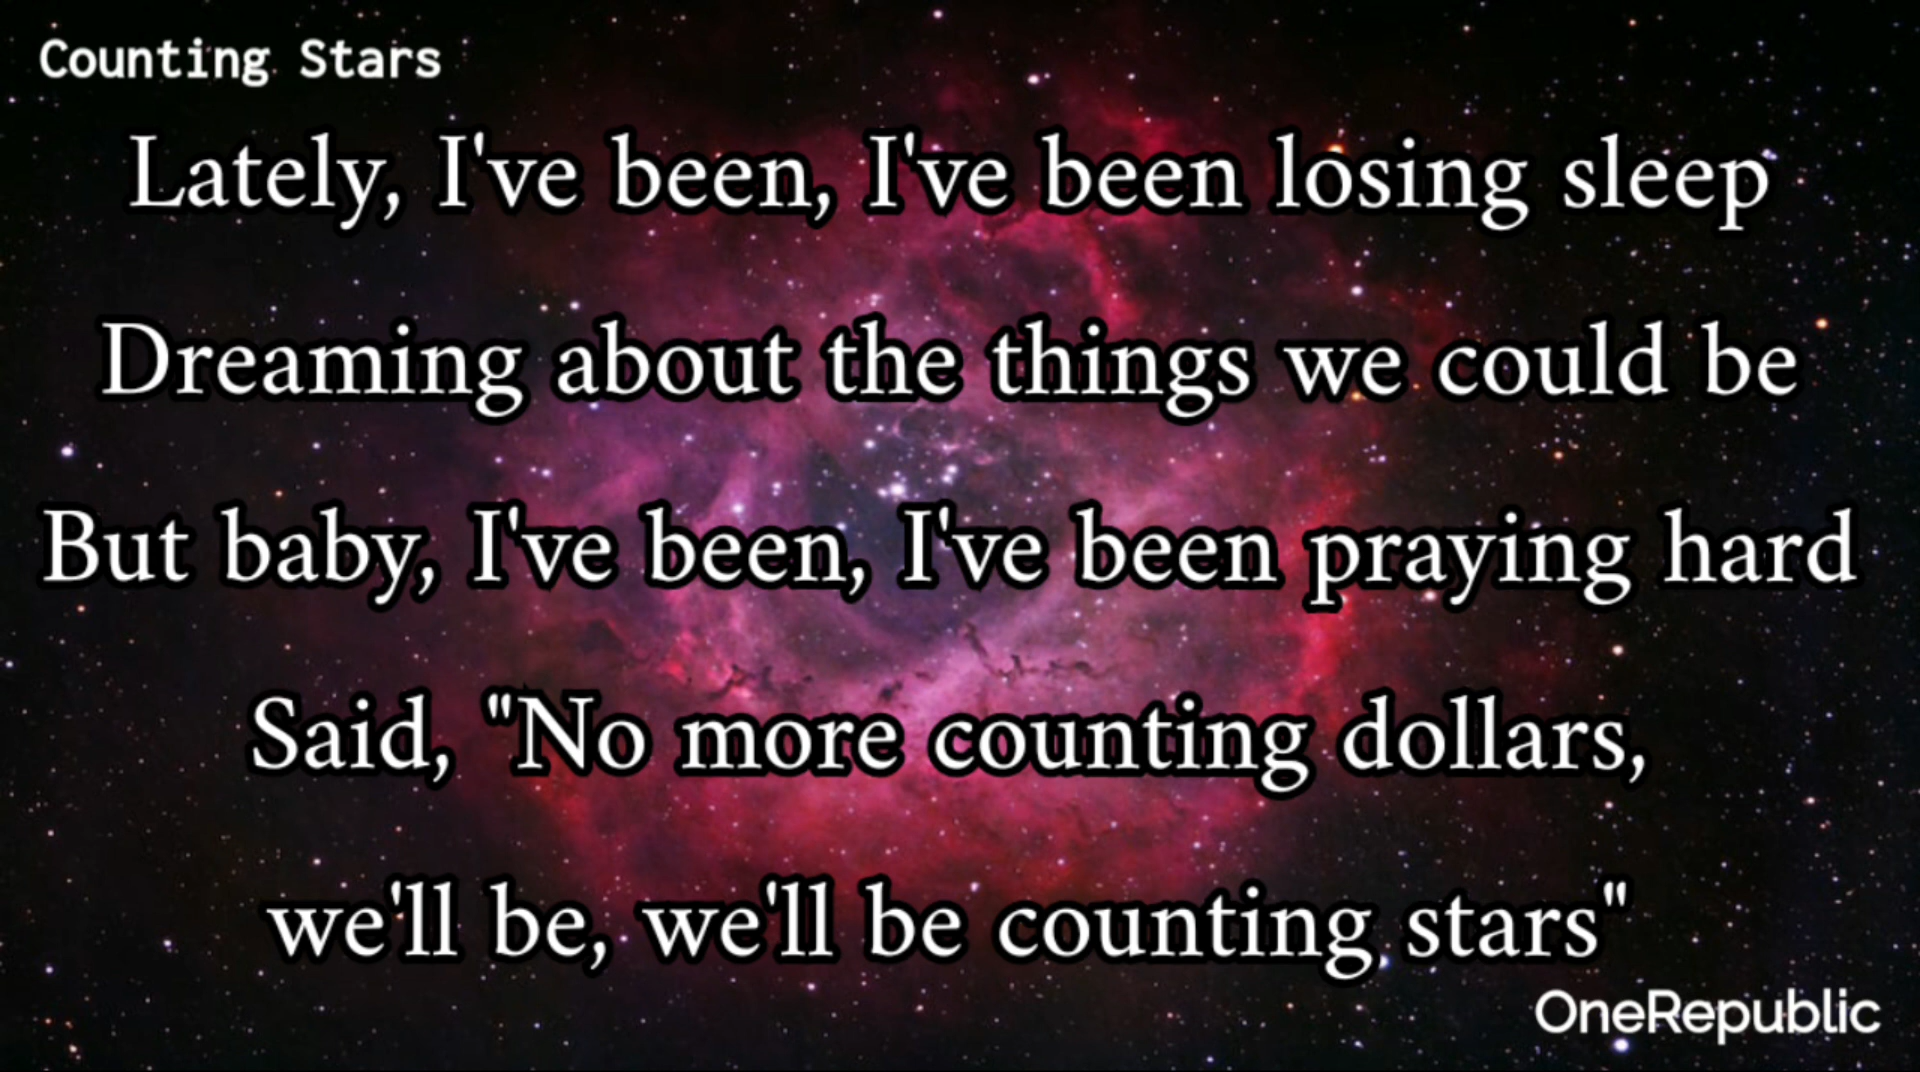 Counting Stars
Lately, I've been, I've been losing sleep
Dreaming about the things we could be
But baby, I've been, I've been praying hard
Said, "No more counting dollars,
we'll be, we'll be counting stars"
OneRepublic